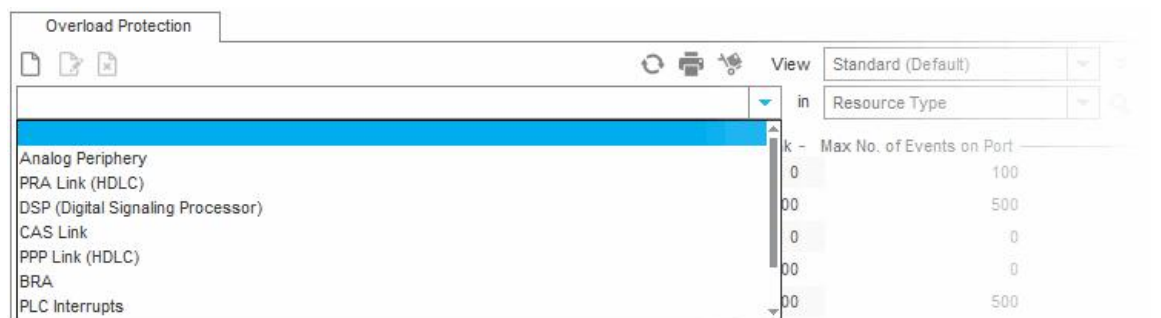 Overload Protection
View Standard (Default)
in Resource Type
k - Max No. of Events on Port
Analog Periphery
0 100
PRA Link (HDLC)
DSP (Digital Signaling Processor)
00 500
CAS Link
0 0
PPP Link (HDLC)
00 0
BRA
PLC Interrupts
00 500